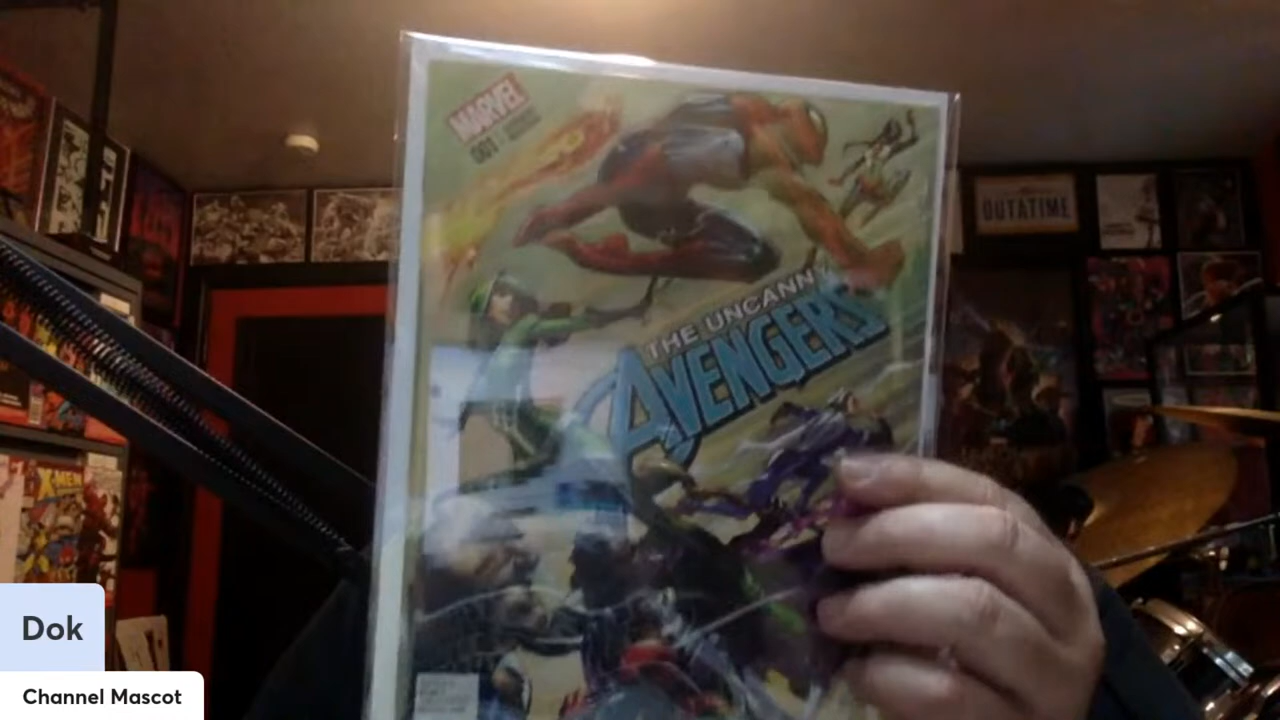 MARVEL
001
THE UNCANNY
AVENGERS
OUTATIME
X-MEN
Dok
Channel Mascot